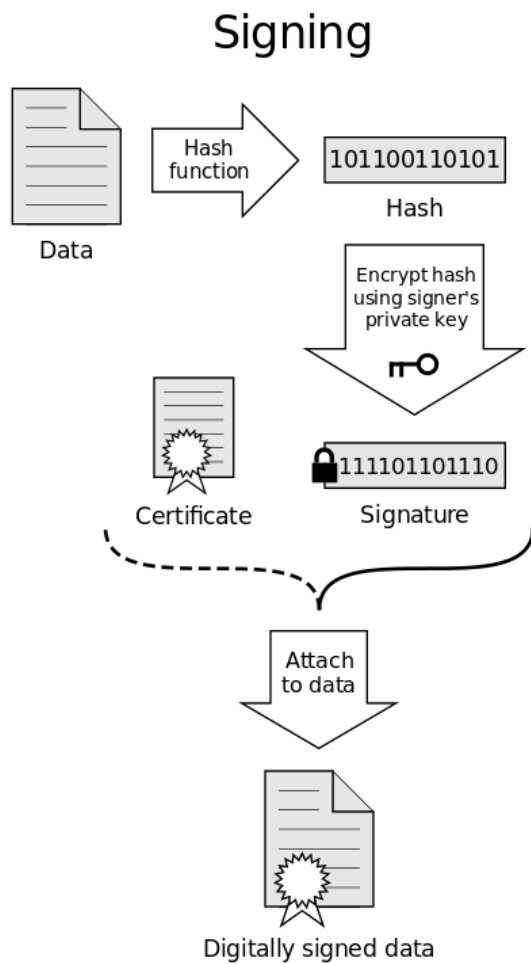 Signing
Hash
function
101100110101
Hash
Data
Encrypt hash
using signer's
private key
111101101110
Certificate
Signature
Attach
to data
Digitally signed data